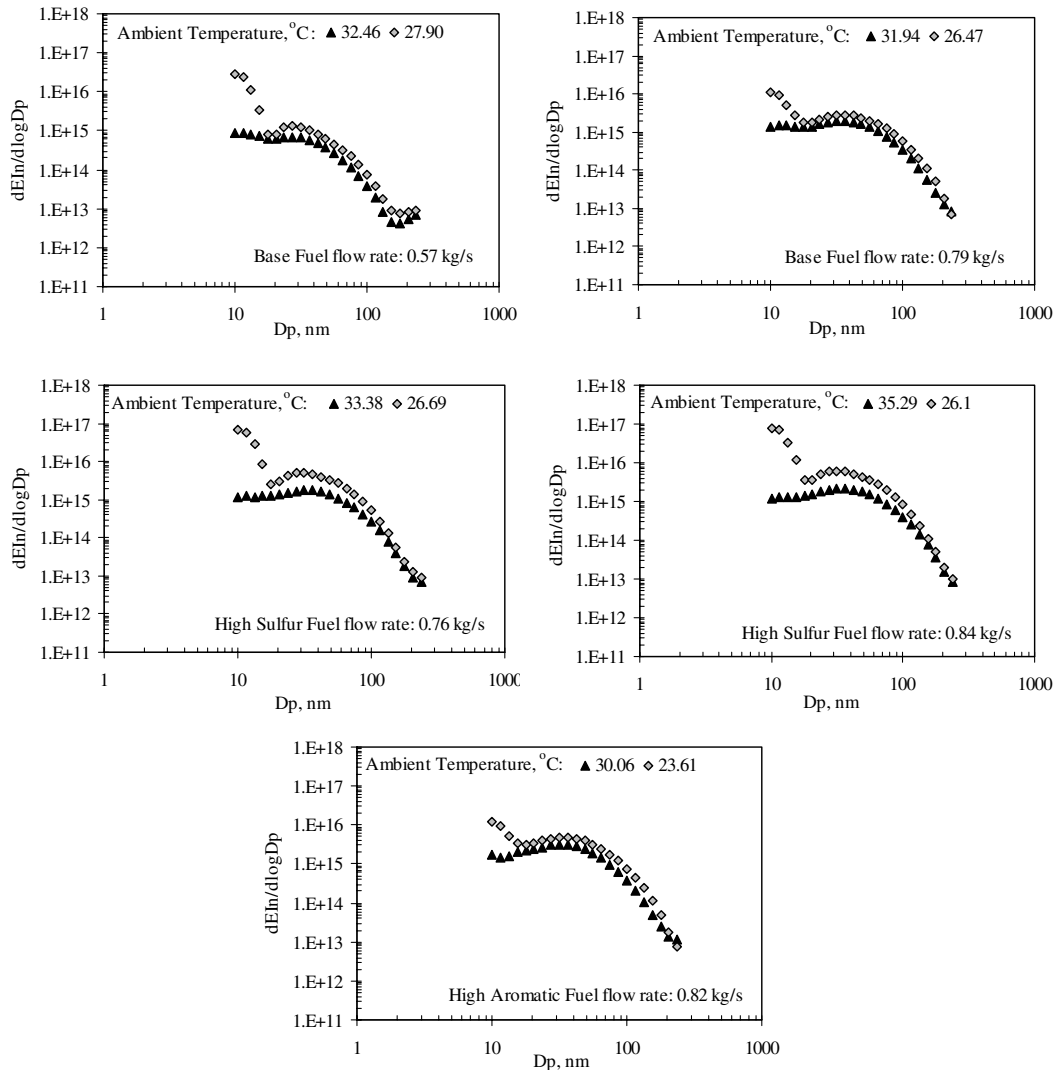 1.E+18
1.E+17
1.E+16
1.E+15
1.E+14
1.E+13
1.E+12
1.E+11
dEIn/dlogDp
Ambient Temperature, °C: ▲ 32.46 ◇ 27.90
Base Fuel flow rate: 0.57 kg/s
1 10 100 1000
Dp, nm
1.E+18
1.E+17
1.E+16
1.E+15
1.E+14
1.E+13
1.E+12
1.E+11
dEIn/dlogDp
Ambient Temperature, °C: ▲ 31.94 ◇ 26.47
Base Fuel flow rate: 0.79 kg/s
1 10 100 1000
Dp, nm
1.E+18
1.E+17
1.E+16
1.E+15
1.E+14
1.E+13
1.E+12
1.E+11
dEIn/dlogDp
Ambient Temperature, °C: ▲ 33.38 ◇ 26.69
High Sulfur Fuel flow rate: 0.76 kg/s
1 10 100 1000
Dp, nm
1.E+18
1.E+17
1.E+16
1.E+15
1.E+14
1.E+13
1.E+12
1.E+11
dEIn/dlogDp
Ambient Temperature, °C: ▲ 35.29 ◇ 26.1
High Sulfur Fuel flow rate: 0.84 kg/s
1 10 100 1000
Dp, nm
1.E+18
1.E+17
1.E+16
1.E+15
1.E+14
1.E+13
1.E+12
1.E+11
dEIn/dlogDp
Ambient Temperature, °C: ▲ 30.06 ◇ 23.61
High Aromatic Fuel flow rate: 0.82 kg/s
1 10 100 1000
Dp, nm